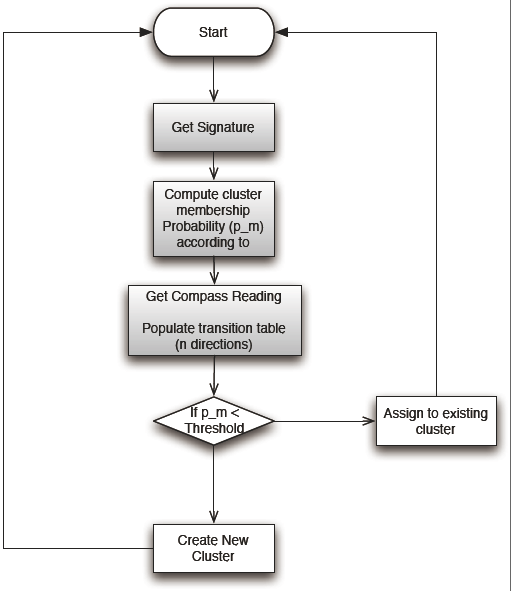 Start
Get Signature
Compute cluster
membership
Probability (p_m)
according to
Get Compass Reading
Populate transition table
(n directions)
If p_m <
Threshold
Assign to existing
cluster
Create New
Cluster